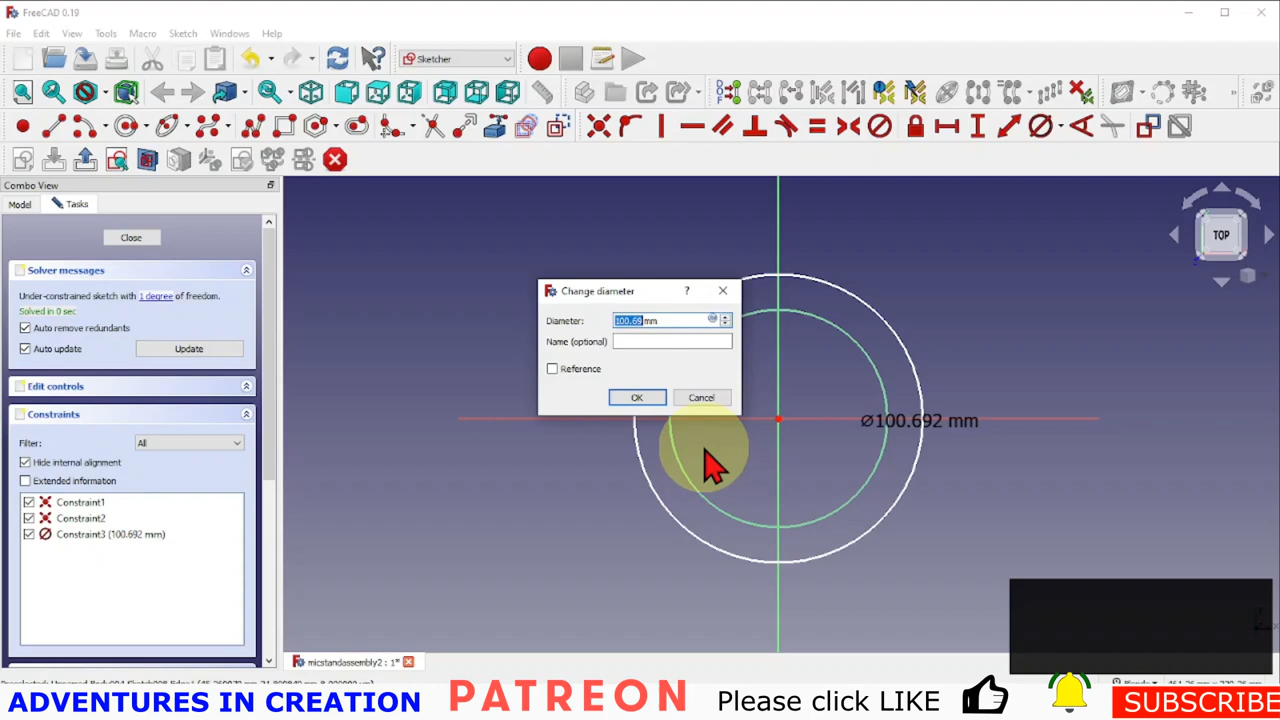 FreeCAD 0.19
File Edit View Tools Macro Sketch Windows Help
Sketcher
Combo View
Model Tasks
Close
Solver messages
Under-constrained sketch with 1 degree of freedom.
Solved in 0 sec
Auto remove redundants
Auto update
Update
Edit controls
Constraints
Filter: All
Hide internal alignment
Extended information
Constraint1
Constraint2
Constraint3 (100.692 mm)
Change diameter ?
Diameter: 100.69 mm
Name (optional)
Reference
OK Cancel
∅100.692 mm
TOP
micstandassembly2 : 1*
ADVENTURES IN CREATION PATREON Please click LIKE SUBSCRIBE